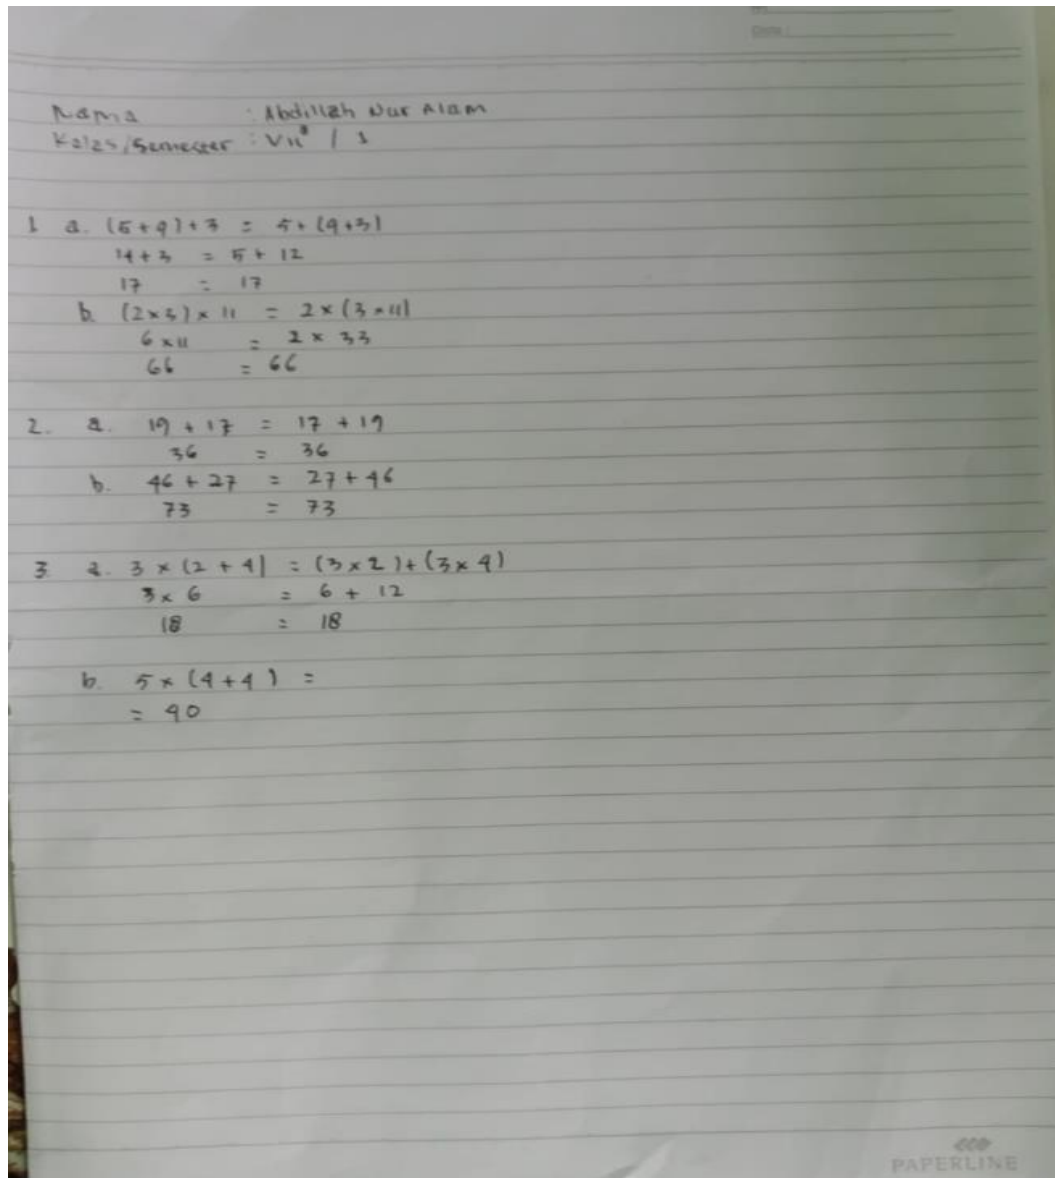 Date :
Nama : Abdillah Nur Alam
Kelas/Semester : VII B / 1
1 a. (5+9)+3 = 5+(9+3)
14+3 = 5+12
17 = 17
b. (2×3)×11 = 2×(3×11)
6×11 = 2×33
66 = 66
2. a. 19+17 = 17+19
36 = 36
b. 46+27 = 27+46
73 = 73
3 a. 3×(2+4) = (3×2)+(3×4)
3×6 = 6+12
18 = 18
b. 5×(4+4) =
= 40
PAPERLINE